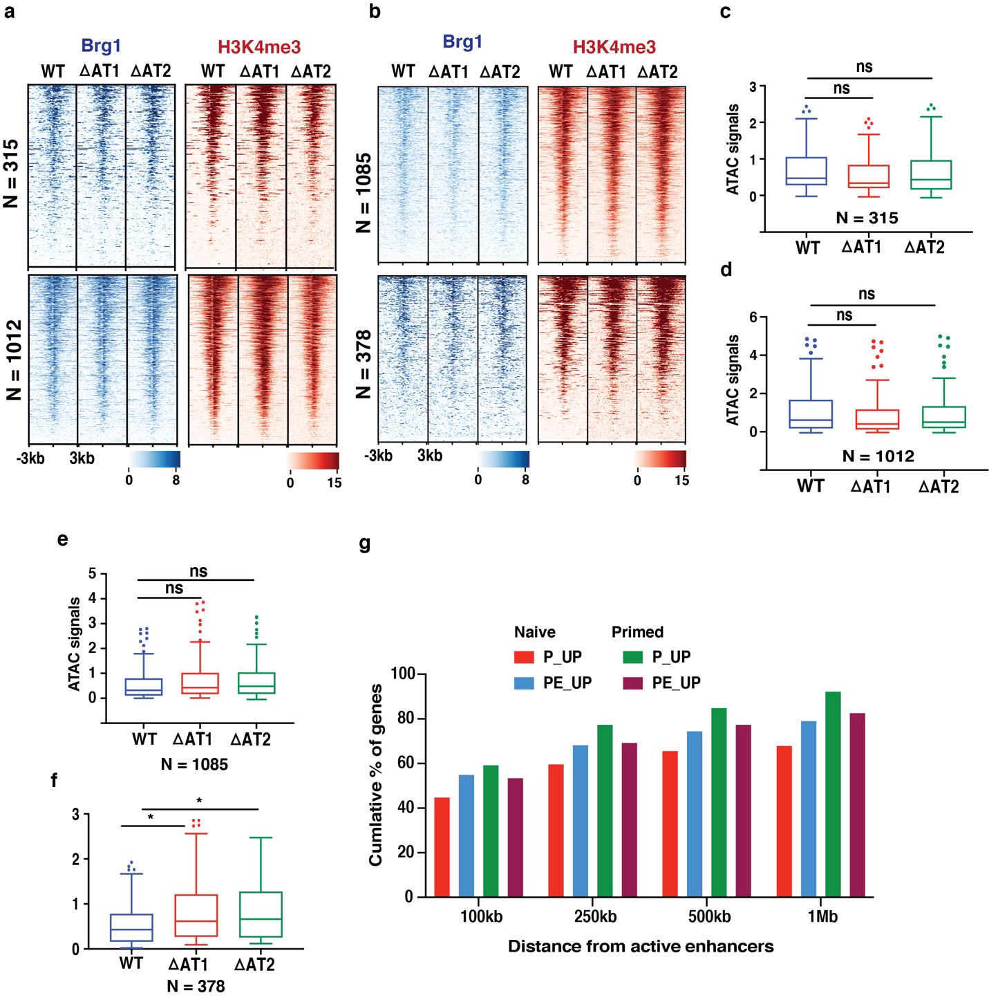 a
Brg1
H3K4me3
WT ΔAT1 ΔAT2
WT ΔAT1 ΔAT2
N = 315
N = 1012
-3kb 3kb
0 8
0 15
b
Brg1
H3K4me3
WT ΔAT1 ΔAT2
WT ΔAT1 ΔAT2
N = 1085
N = 378
-3kb 3kb
0 8
0 15
c
ns
ns
ATAC signals
3
2
1
0
N = 315
WT ΔAT1 ΔAT2
d
ns
ns
ATAC signals
6
4
2
0
N = 1012
WT ΔAT1 ΔAT2
e
ns
ns
ATAC signals
5
4
3
2
1
0
WT ΔAT1 ΔAT2
N = 1085
f
*
*
3
2
1
0
WT ΔAT1 ΔAT2
N = 378
g
Naive Primed
P_UP P_UP
PE_UP PE_UP
Cumlative % of genes
100
80
60
40
20
0
100kb 250kb 500kb 1Mb
Distance from active enhancers